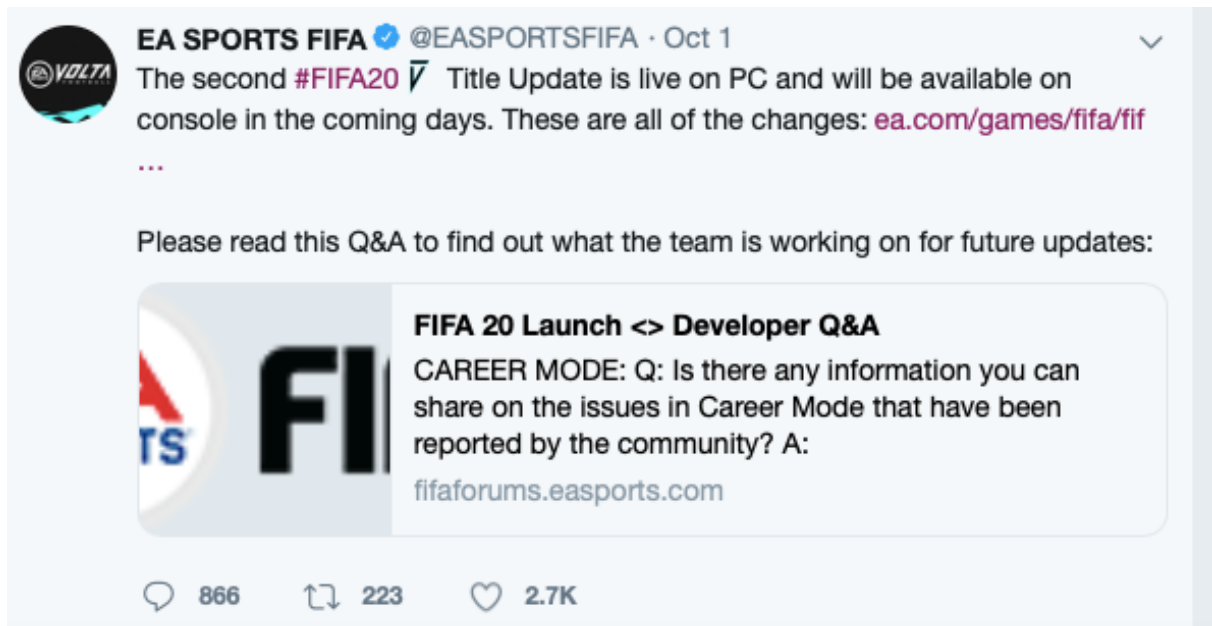 EA SPORTS FIFA @EASPORTSFIFA · Oct 1
EA VOLTA
FOOTBALL
The second #FIFA20 Title Update is live on PC and will be available on
console in the coming days. These are all of the changes: ea.com/games/fifa/fif
...
Please read this Q&A to find out what the team is working on for future updates:
A
TS
FI
FIFA 20 Launch <> Developer Q&A
CAREER MODE: Q: Is there any information you can
share on the issues in Career Mode that have been
reported by the community? A:
fifaforums.easports.com
866 223 2.7K